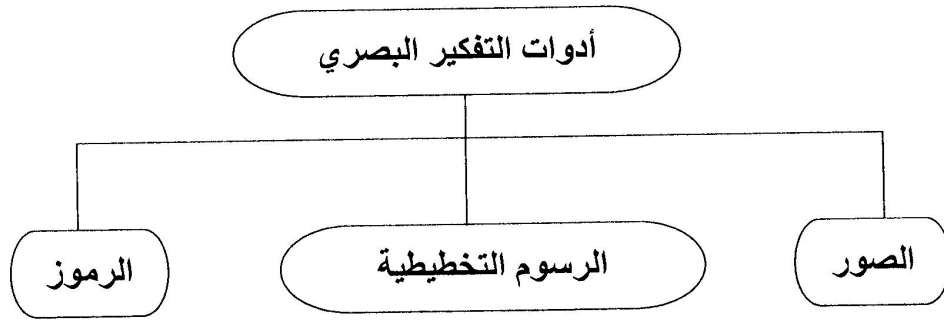 أدوات التفكير البصري
الصور
الرسوم التخطيطية
الرموز